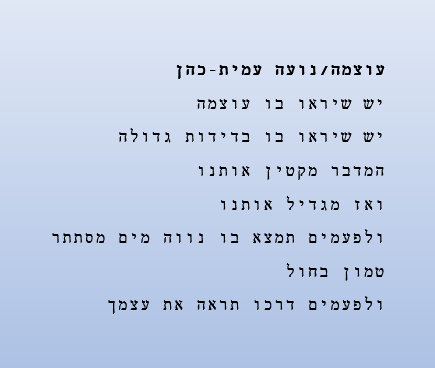 עוצמה/נועה עמית-כהן
יש שיראו בו עוצמה
יש שיראו בו בדידות גדולה
המדבר מקטין אותנו
ואז מגדיל אותנו
ולפעמים תמצא בו נווה מים מסתתר
טמון בחול
ולפעמים דרכו תראה את עצמך